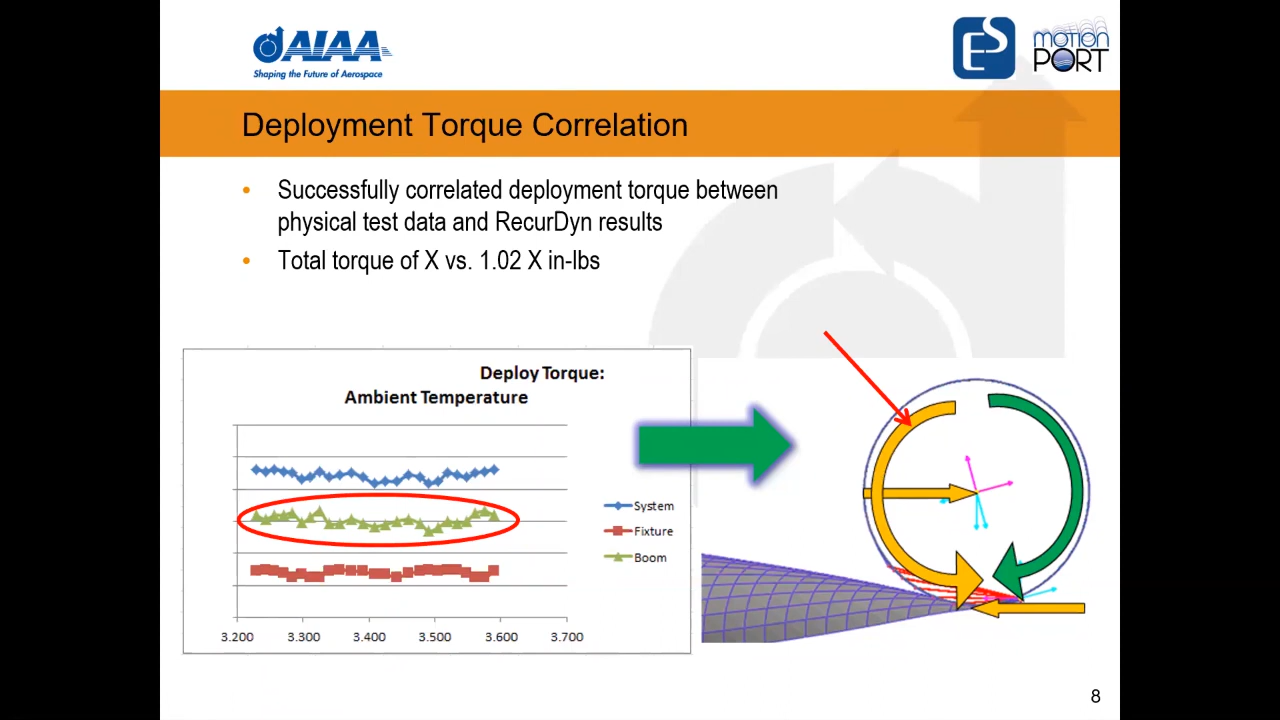 AIAA
Shaping the Future of Aerospace
ES
motion
PORT
Deployment Torque Correlation
• Successfully correlated deployment torque between
physical test data and RecurDyn results
• Total torque of X vs. 1.02 X in-lbs
Deploy Torque:
Ambient Temperature
System
Fixture
Boom
3.200 3.300 3.400 3.500 3.600 3.700
8